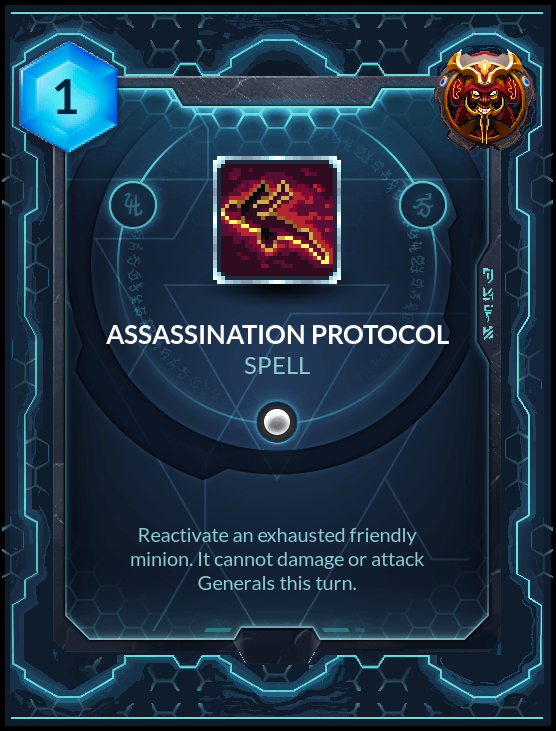 1
ASSASSINATION PROTOCOL
SPELL
Reactivate an exhausted friendly
minion. It cannot damage or attack
Generals this turn.